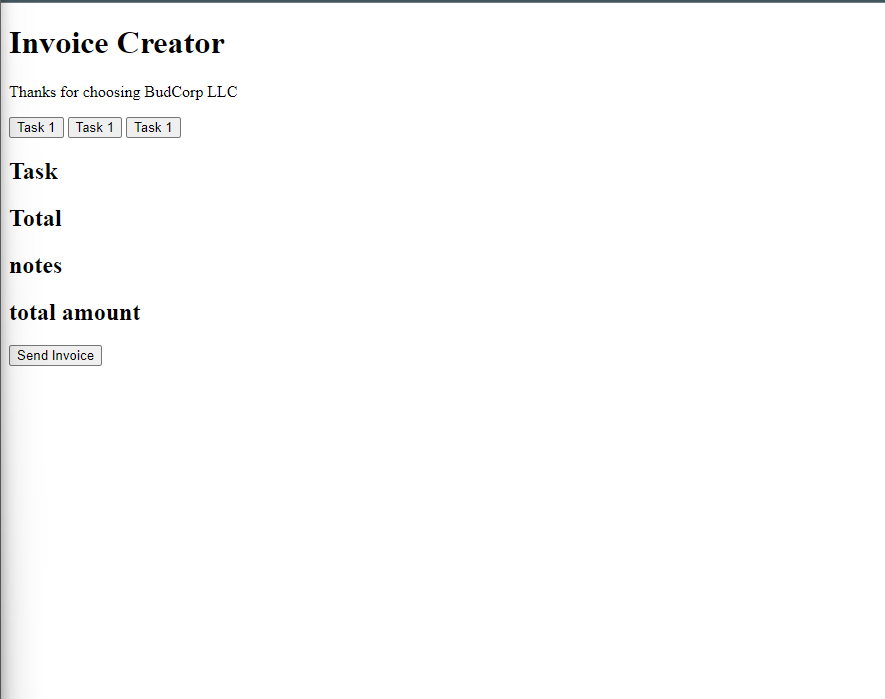 Invoice Creator
Thanks for choosing BudCorp LLC
Task 1 Task 1 Task 1
Task
Total
notes
total amount
Send Invoice